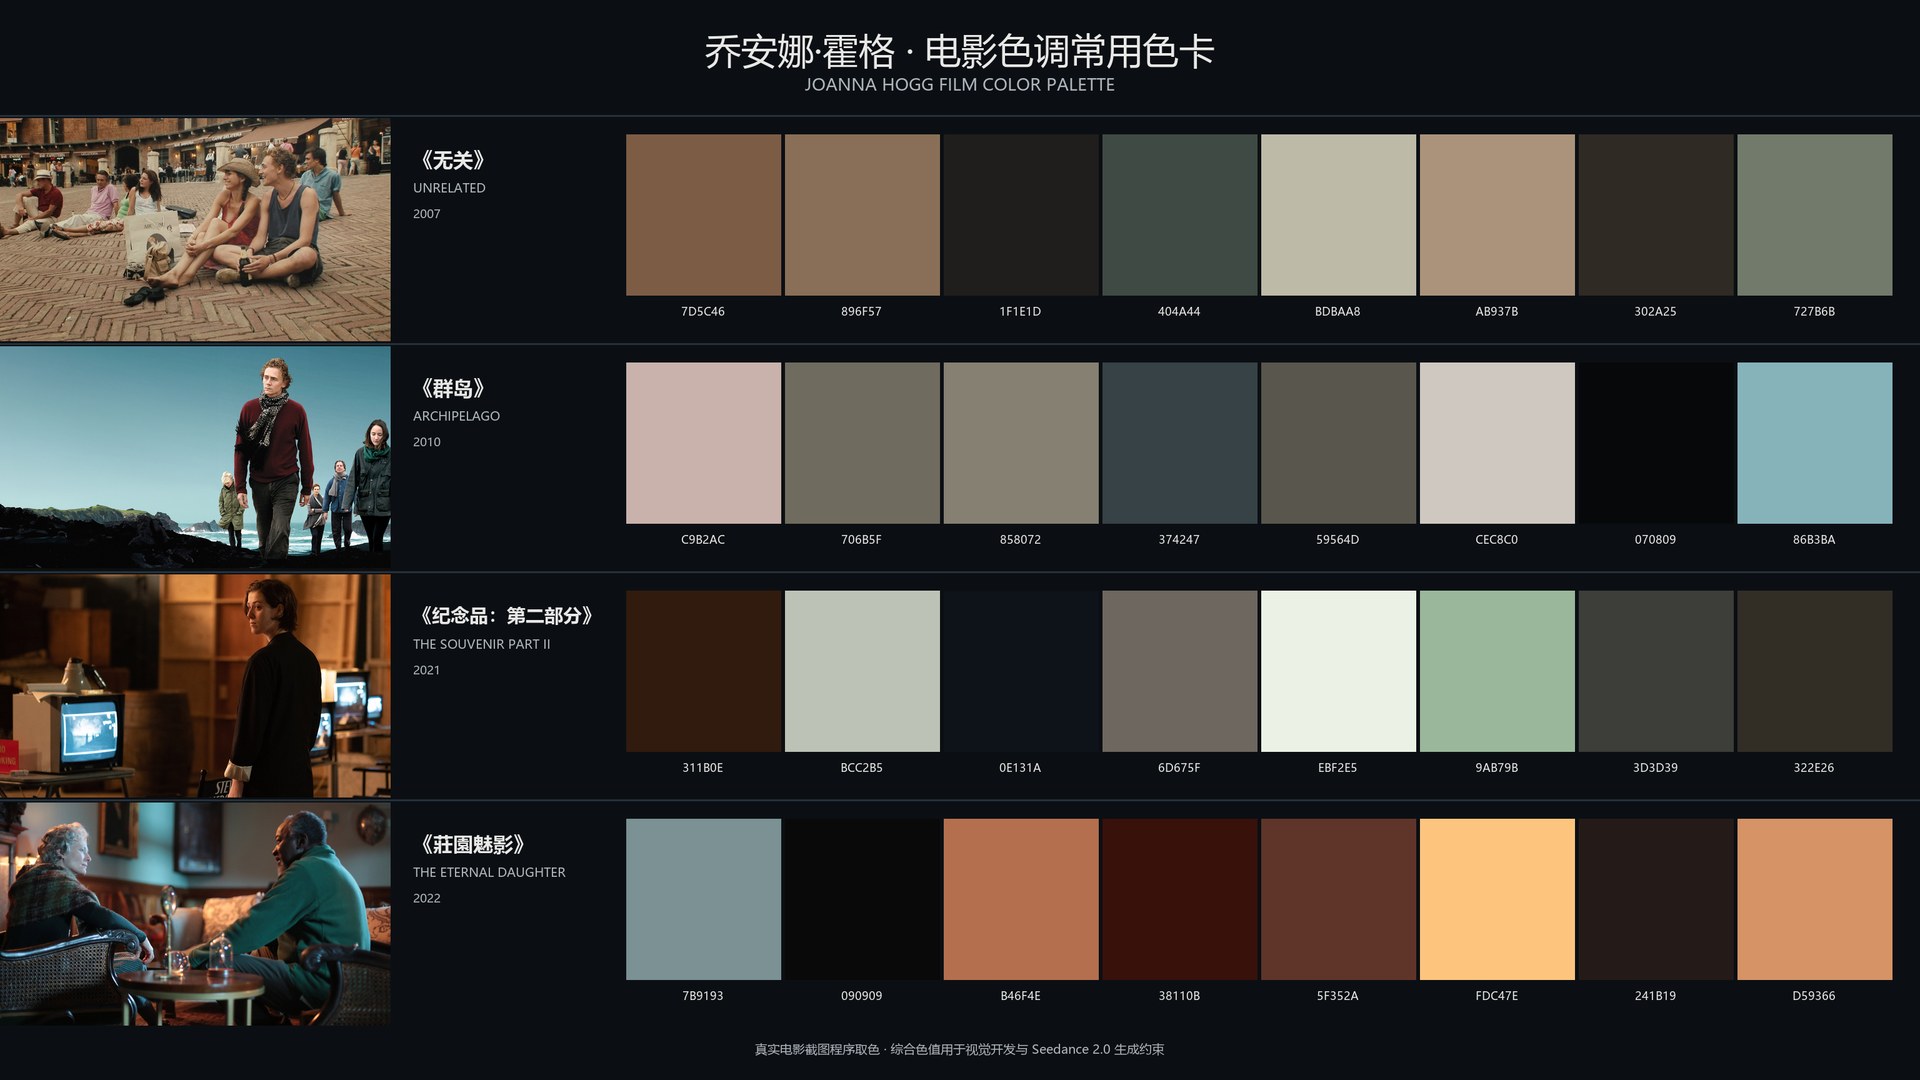 乔安娜·霍格 · 电影色调常用色卡
JOANNA HOGG FILM COLOR PALETTE
《无关》
UNRELATED
2007
7D5C46 896F57 1F1E1D 404A44 BDBAA8 AB937B 302A25 727B6B
《群岛》
ARCHIPELAGO
2010
C9B2AC 706B5F 858072 374247 59564D CEC8C0 070809 86B3BA
《纪念品：第二部分》
THE SOUVENIR PART II
2021
311B0E BCC2B5 0E131A 6D675F EBF2E5 9AB79B 3D3D39 322E26
《莊園魅影》
THE ETERNAL DAUGHTER
2022
7B9193 090909 B46F4E 38110B 5F352A FDC47E 241B19 D59366
真实电影截图程序取色 · 综合色值用于视觉开发与 Seedance 2.0 生成约束